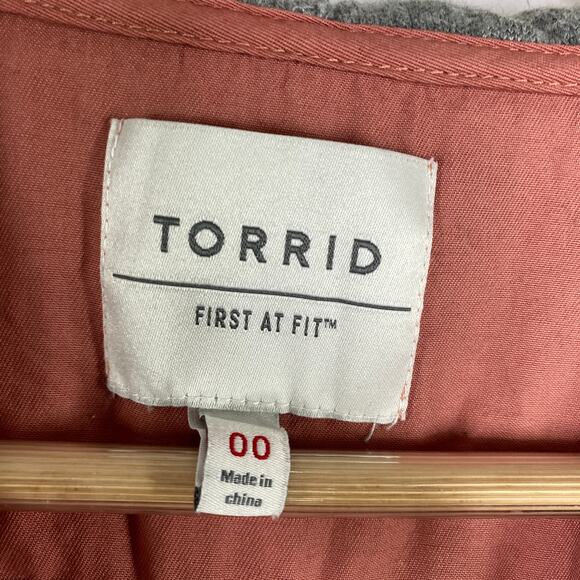 TORRID
FIRST AT FIT™
00
Made in
china